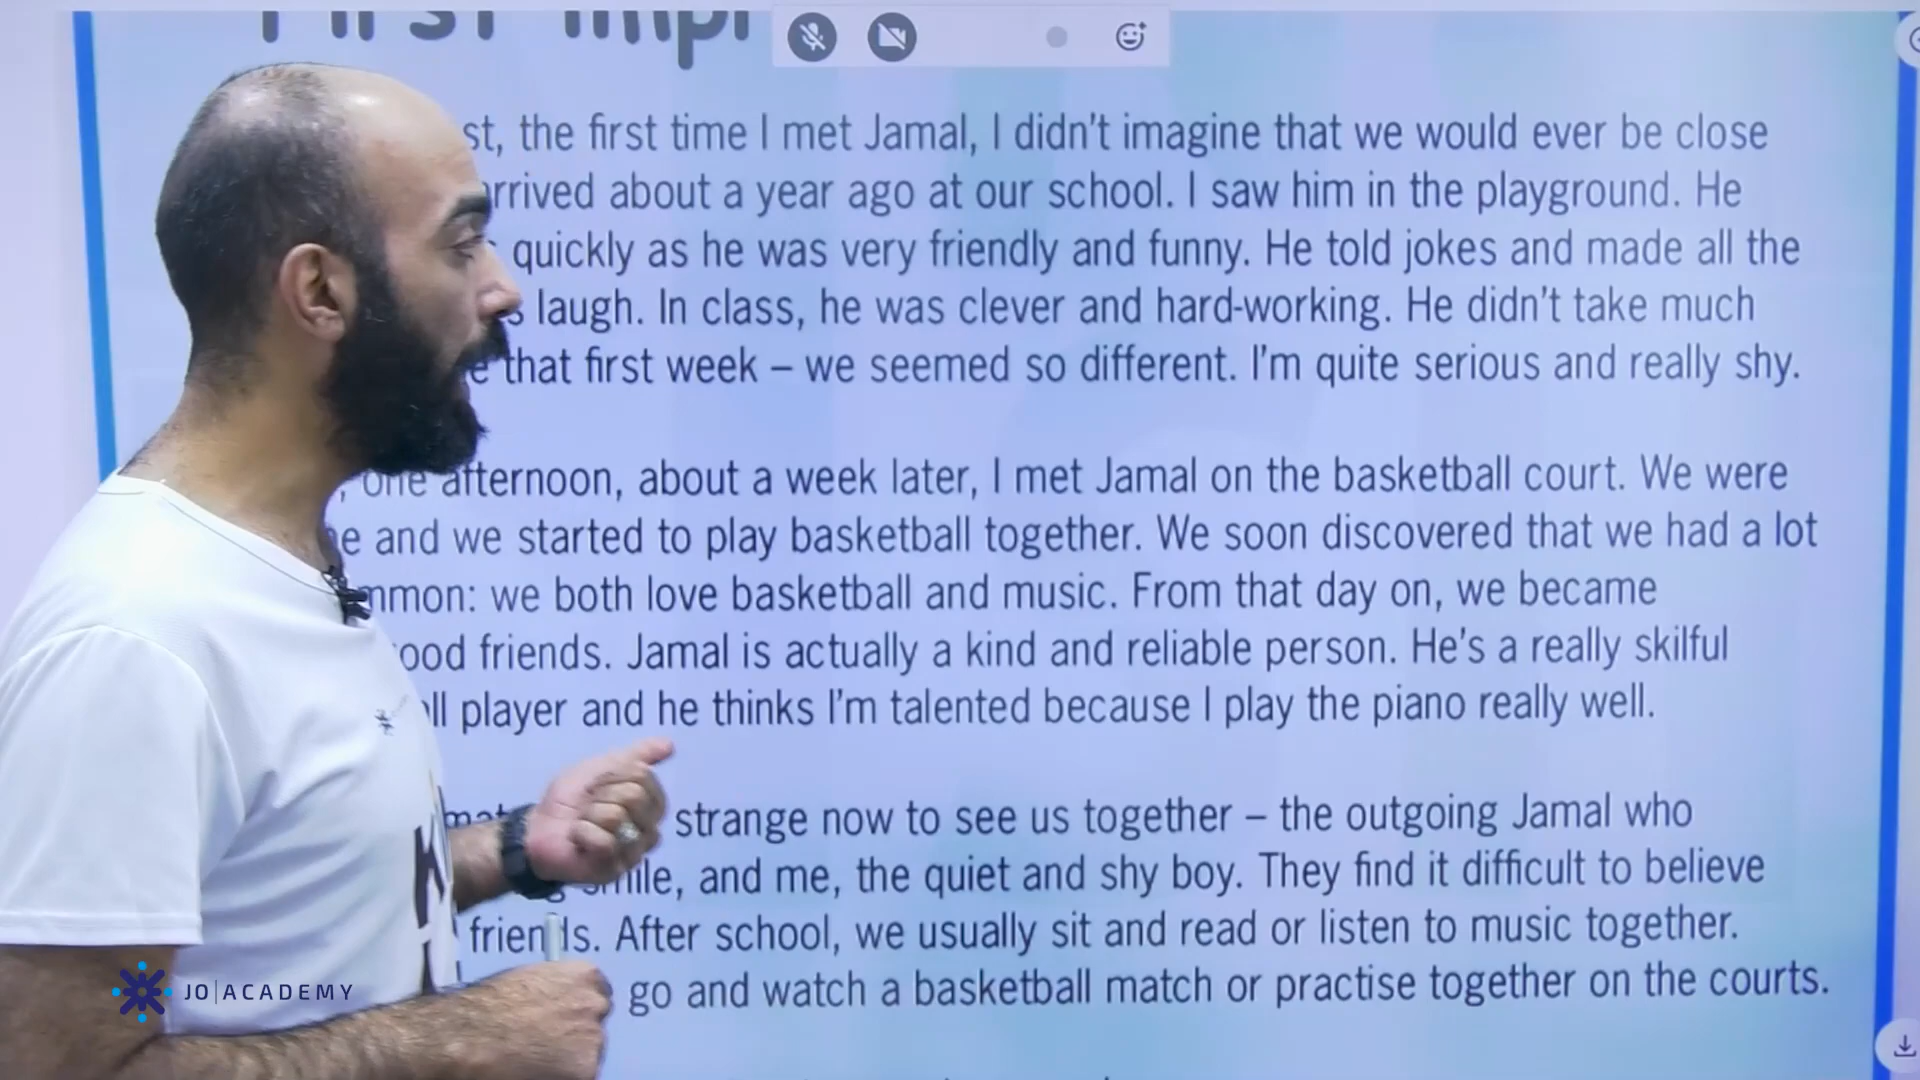 First Impr
st, the first time I met Jamal, I didn't imagine that we would ever be close
arrived about a year ago at our school. I saw him in the playground. He
quickly as he was very friendly and funny. He told jokes and made all the
laugh. In class, he was clever and hard-working. He didn't take much
that first week – we seemed so different. I'm quite serious and really shy.
one afternoon, about a week later, I met Jamal on the basketball court. We were
and we started to play basketball together. We soon discovered that we had a lot
mmon: we both love basketball and music. From that day on, we became
ood friends. Jamal is actually a kind and reliable person. He's a really skilful
ll player and he thinks I'm talented because I play the piano really well.
strange now to see us together – the outgoing Jamal who
smile, and me, the quiet and shy boy. They find it difficult to believe
friends. After school, we usually sit and read or listen to music together.
go and watch a basketball match or practise together on the courts.
JO|ACADEMY